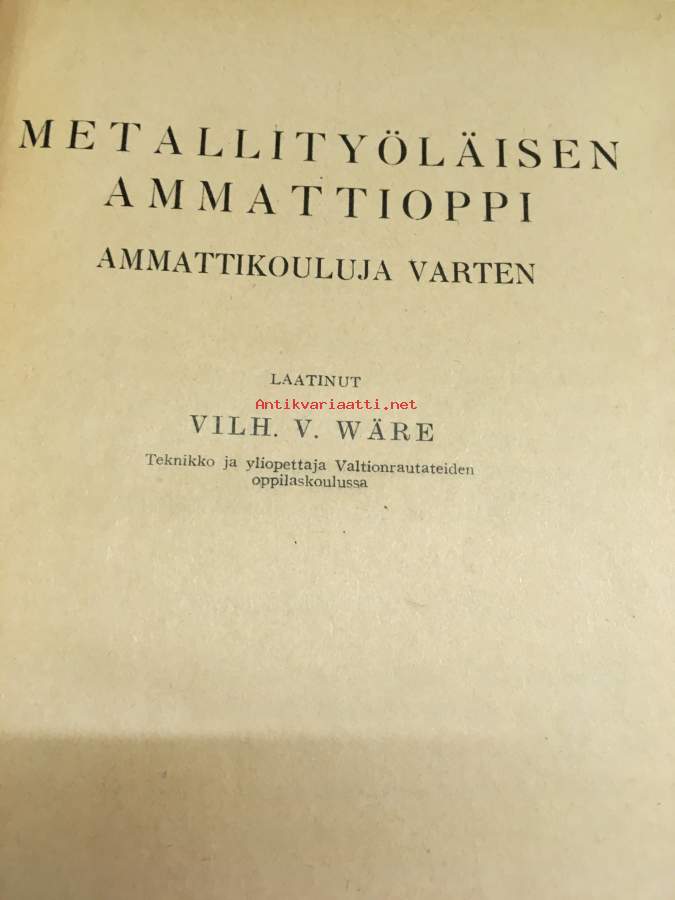 METALLITYÖLÄISEN
AMMATTIOPPI
AMMATTIKOULUJA VARTEN
LAATINUT
Antikvariaatti.net
VILH. V. WÄRE
Teknikko ja yliopettaja Valtionrautateiden
oppilaskoulussa